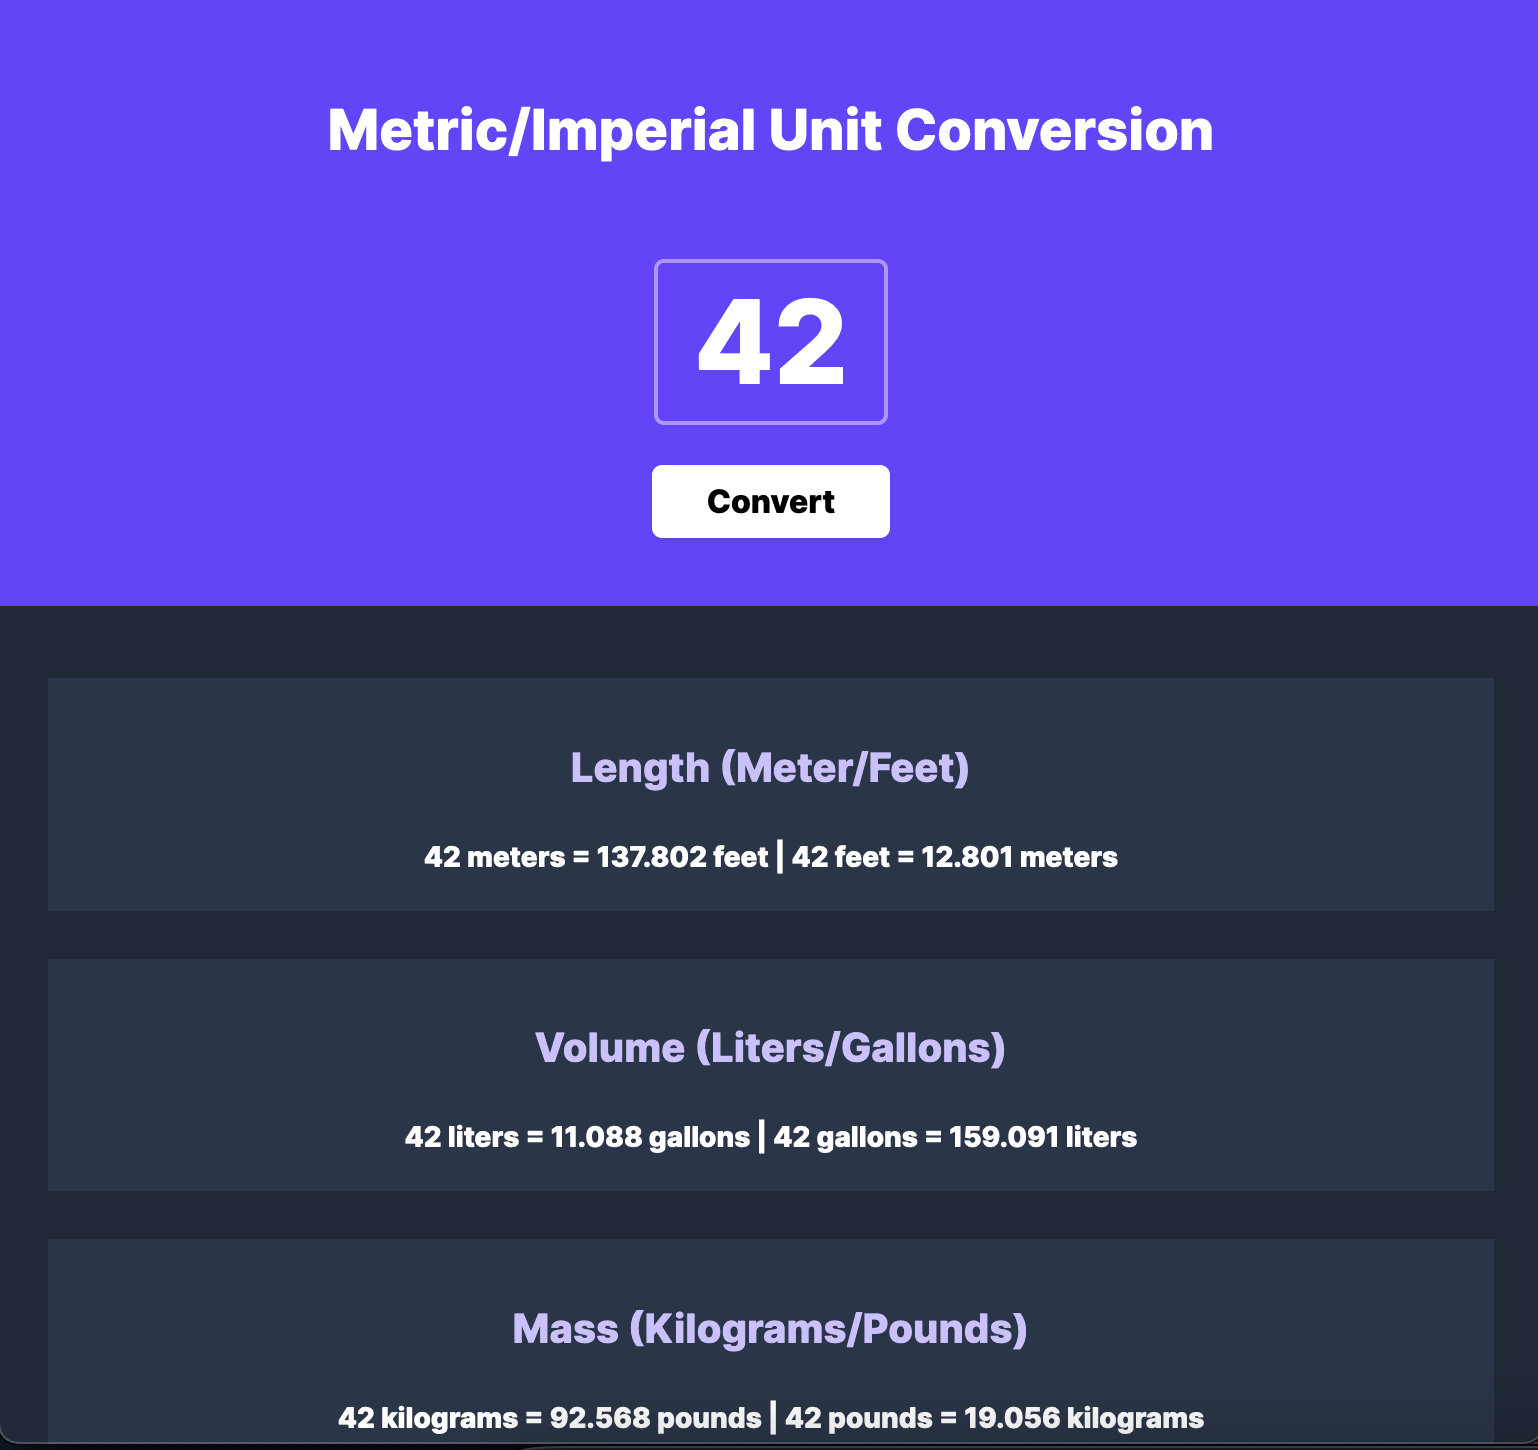 Metric/Imperial Unit Conversion
42
Convert
Length (Meter/Feet)
42 meters = 137.802 feet | 42 feet = 12.801 meters
Volume (Liters/Gallons)
42 liters = 11.088 gallons | 42 gallons = 159.091 liters
Mass (Kilograms/Pounds)
42 kilograms = 92.568 pounds | 42 pounds = 19.056 kilograms